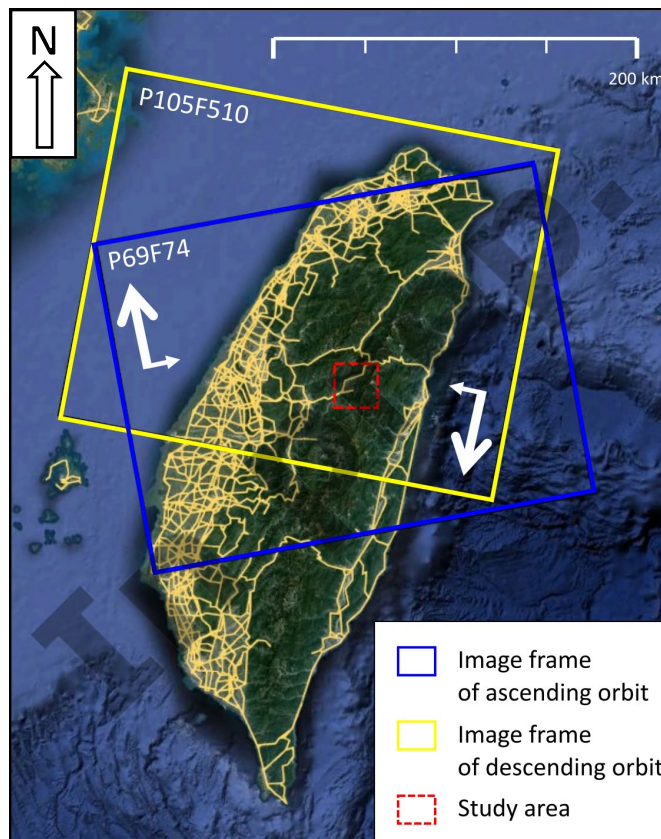 N
200 km
P105F510
P69F74
Image frame
of ascending orbit
Image frame
of descending orbit
Study area